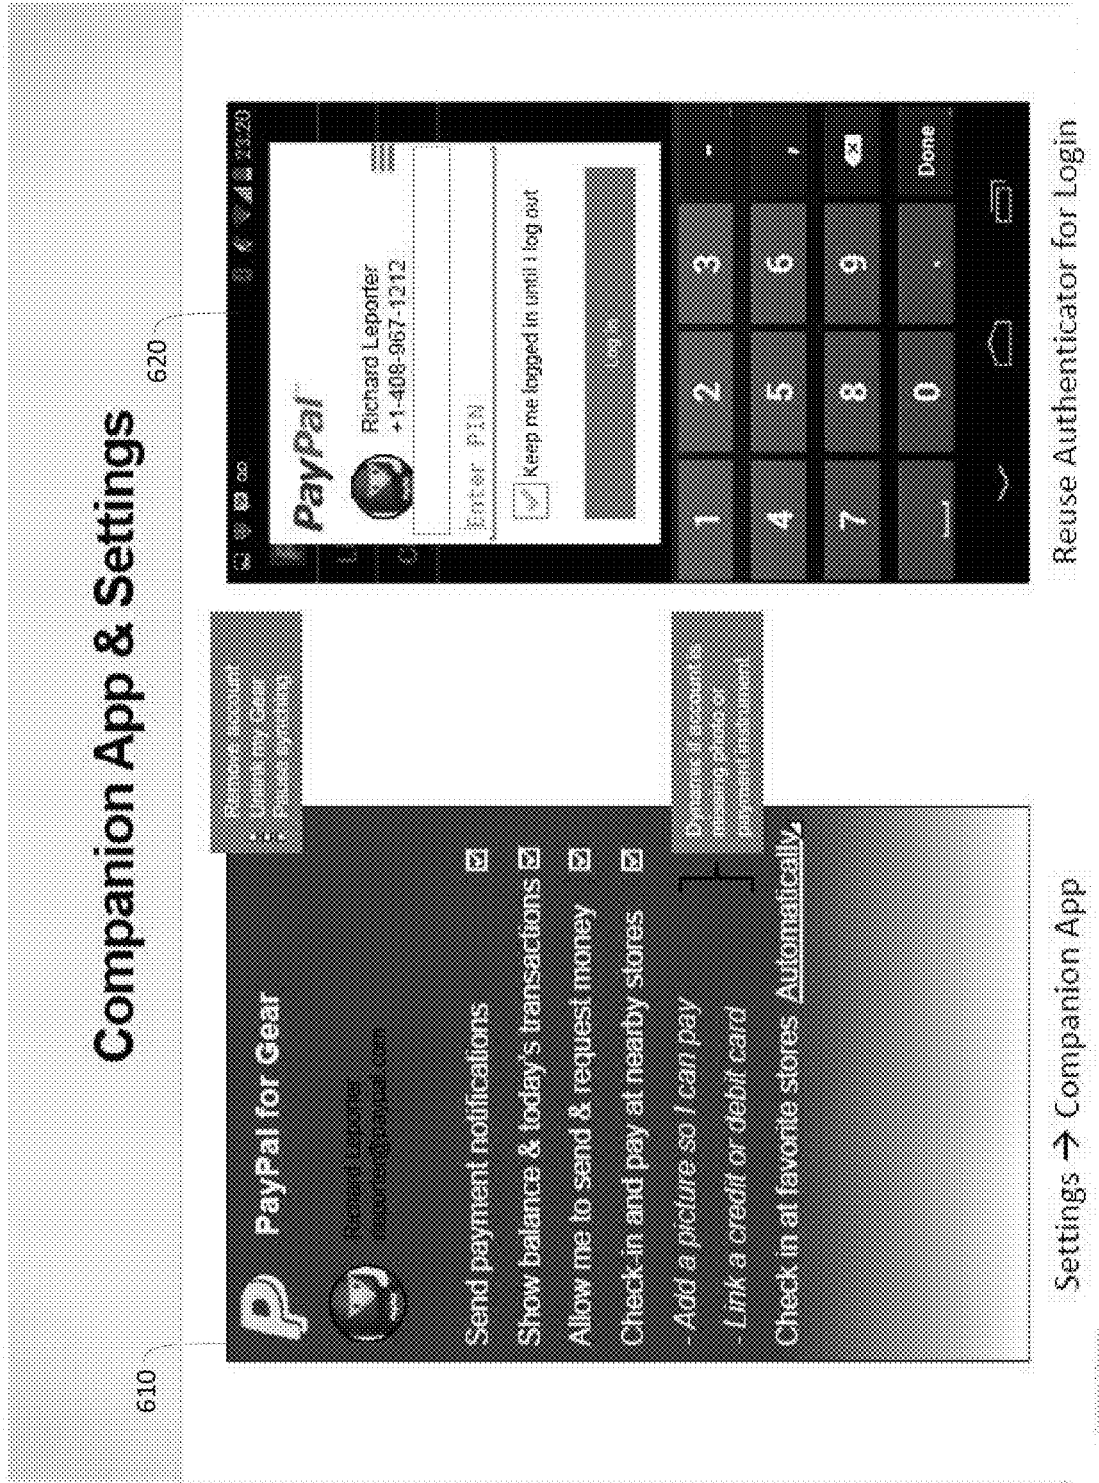 Companion App & Settings
610
PayPal for Gear
Send payment notifications
Show balance & today's transactions
Allow me to send & request money
Check-in and pay at nearby stores
- Add a picture so I can pay
- Link a credit or debit card
Check in at favorite stores Automatically
Settings → Companion App
620
23:20
PayPal
Richard Leporter
+1-408-967-1212
Enter PIN
Keep me logged in until I log out
1 2 3 -
4 5 6 ,
7 8 9
0 . Done
Reuse Authenticator for Login